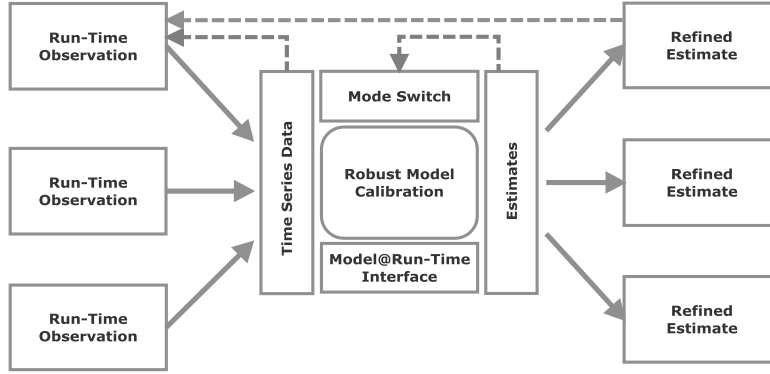 Run-Time
Observation
Run-Time
Observation
Run-Time
Observation
Time Series Data
Mode Switch
Robust Model
Calibration
Model@Run-Time
Interface
Estimates
Refined
Estimate
Refined
Estimate
Refined
Estimate